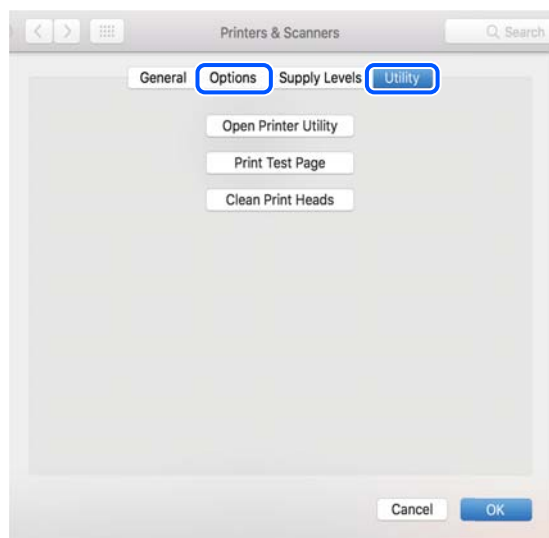 Printers & Scanners Search
General Options Supply Levels Utility
Open Printer Utility
Print Test Page
Clean Print Heads
Cancel OK